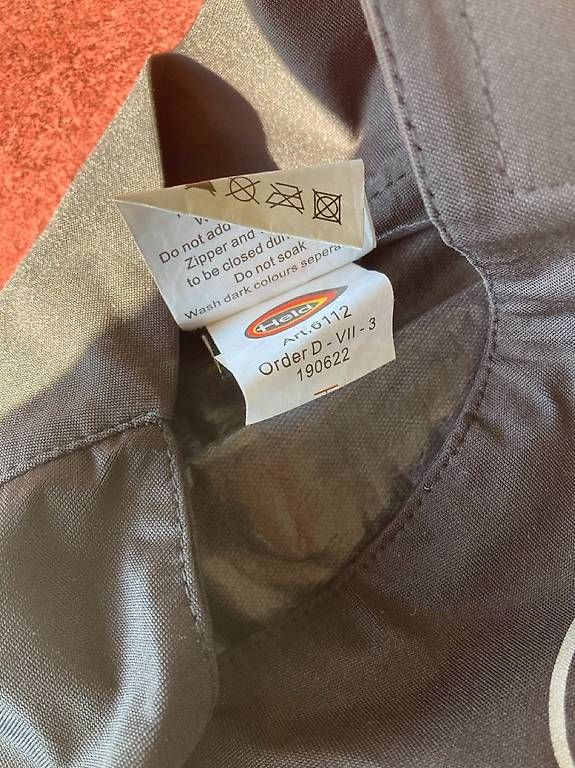 Do not add
Zipper and
to be closed dur
Do not soak
Wash dark colours sepera
Held
Art.6112
Order D - VII - 3
190622